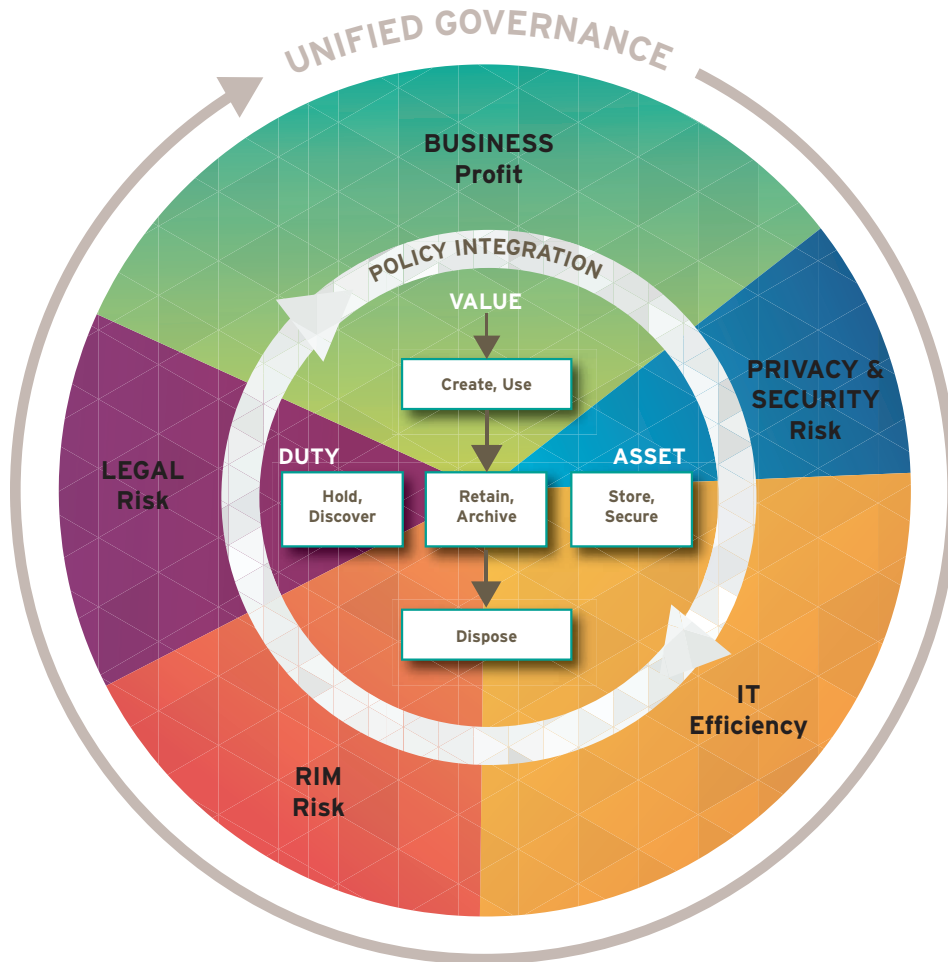 UNIFIED GOVERNANCE
BUSINESS
Profit
POLICY INTEGRATION
VALUE
Create, Use
PRIVACY &
SECURITY
Risk
LEGAL
Risk
DUTY
ASSET
Hold,
Discover
Retain,
Archive
Store,
Secure
Dispose
IT
Efficiency
RIM
Risk